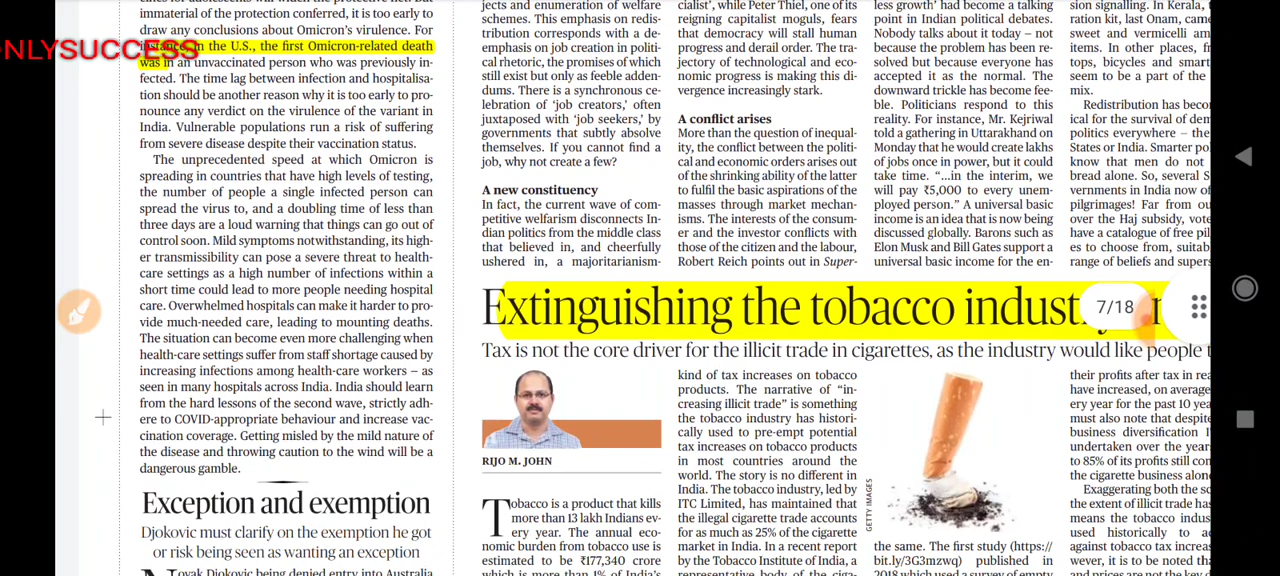 immaterial of the protection conferred, it is too early to
draw any conclusions about Omicron's virulence. For
instance, in the U.S., the first Omicron-related death
was in an unvaccinated person who was previously in-
fected. The time lag between infection and hospitalisa-
tion should be another reason why it is too early to pro-
nounce any verdict on the virulence of the variant in
India. Vulnerable populations run a risk of suffering
from severe disease despite their vaccination status.
The unprecedented speed at which Omicron is
spreading in countries that have high levels of testing,
the number of people a single infected person can
spread the virus to, and a doubling time of less than
three days are a loud warning that things can go out of
control soon. Mild symptoms notwithstanding, its high-
er transmissibility can pose a severe threat to health-
care settings as a high number of infections within a
short time could lead to more people needing hospital
care. Overwhelmed hospitals can make it harder to pro-
vide much-needed care, leading to mounting deaths.
The situation can become even more challenging when
health-care settings suffer from staff shortage caused by
increasing infections among health-care workers – as
seen in many hospitals across India. India should learn
from the hard lessons of the second wave, strictly adh-
ere to COVID-appropriate behaviour and increase vac-
cination coverage. Getting misled by the mild nature of
the disease and throwing caution to the wind will be a
dangerous gamble.
Exception and exemption
Djokovic must clarify on the exemption he got
or risk being seen as wanting an exception
Novak Djokovic being denied entry into Australia
ONLYSUCCESS
jects and enumeration of welfare
schemes. This emphasis on redis-
tribution corresponds with a de-
emphasis on job creation in politi-
cal rhetoric, the promises of which
still exist but only as feeble adden-
dums. There is a synchronous ce-
lebration of 'job creators,' often
juxtaposed with 'job seekers,' by
governments that subtly absolve
themselves. If you cannot find a
job, why not create a few?
A new constituency
In fact, the current wave of com-
petitive welfarism disconnects In-
dian politics from the middle class
that believed in, and cheerfully
ushered in, a majoritarianism-
cialist', while Peter Thiel, one of its
reigning capitalist moguls, fears
that democracy will stall human
progress and derail order. The tra-
jectory of technological and eco-
nomic progress is making this di-
vergence increasingly stark.
A conflict arises
More than the question of inequal-
ity, the conflict between the politi-
cal and economic orders arises out
of the shrinking ability of the latter
to fulfil the basic aspirations of the
masses through market mechan-
isms. The interests of the consum-
er and the investor conflicts with
those of the citizen and the labour,
Robert Reich points out in Super-
less growth' had become a talking
point in Indian political debates.
Nobody talks about it today – not
because the problem has been re-
solved but because everyone has
accepted it as the normal. The
downward trickle has become fee-
ble. Politicians respond to this
reality. For instance, Mr. Kejriwal
told a gathering in Uttarakhand on
Monday that he would create lakhs
of jobs once in power, but it could
take time. “...in the interim, we
will pay ₹5,000 to every unem-
ployed person.” A universal basic
income is an idea that is now being
discussed globally. Barons such as
Elon Musk and Bill Gates support a
universal basic income for the en-
sion signalling. In Kerala,
ration kit, last Onam, came
sweet and vermicelli am
items. In other places, fr
tops, bicycles and smart
seem to be a part of the
mix.
Redistribution has beco
ical for the survival of dem
politics everywhere – the
States or India. Smarter po
know that men do not
bread alone. So, several S
vernments in India now of
pilgrimages! Far from ou
over the Haj subsidy, vote
have a catalogue of free pil
es to choose from, suitab
range of beliefs and supers
Extinguishing the tobacco industry
7/18
Tax is not the core driver for the illicit trade in cigarettes, as the industry would like people t
RIJO M. JOHN
Tobacco is a product that kills
more than 13 lakh Indians ev-
ery year. The annual eco-
nomic burden from tobacco use is
estimated to be ₹177,340 crore
which is more than 1% of India's
kind of tax increases on tobacco
products. The narrative of “in-
creasing illicit trade” is something
the tobacco industry has histori-
cally used to pre-empt potential
tax increases on tobacco products
in most countries around the
world. The story is no different in
India. The tobacco industry, led by
ITC Limited, has maintained that
the illegal cigarette trade accounts
for as much as 25% of the cigarette
market in India. In a recent report
by the Tobacco Institute of India, a
representative body of the ciga-
GETTY IMAGES
the same. The first study (https://
bit.ly/3G3mzwq) published in
2018 which used a survey of empty
their profits after tax in rea
have increased, on average
ery year for the past 10 yea
must also note that despit
business diversification I
undertaken over the years
to 85% of its profits still con
the cigarette business alon
Exaggerating both the sc
the extent of illicit trade has
means the tobacco indus
used historically to ac
against tobacco tax increa
ever, it is to be noted tha
and prices are not the key d